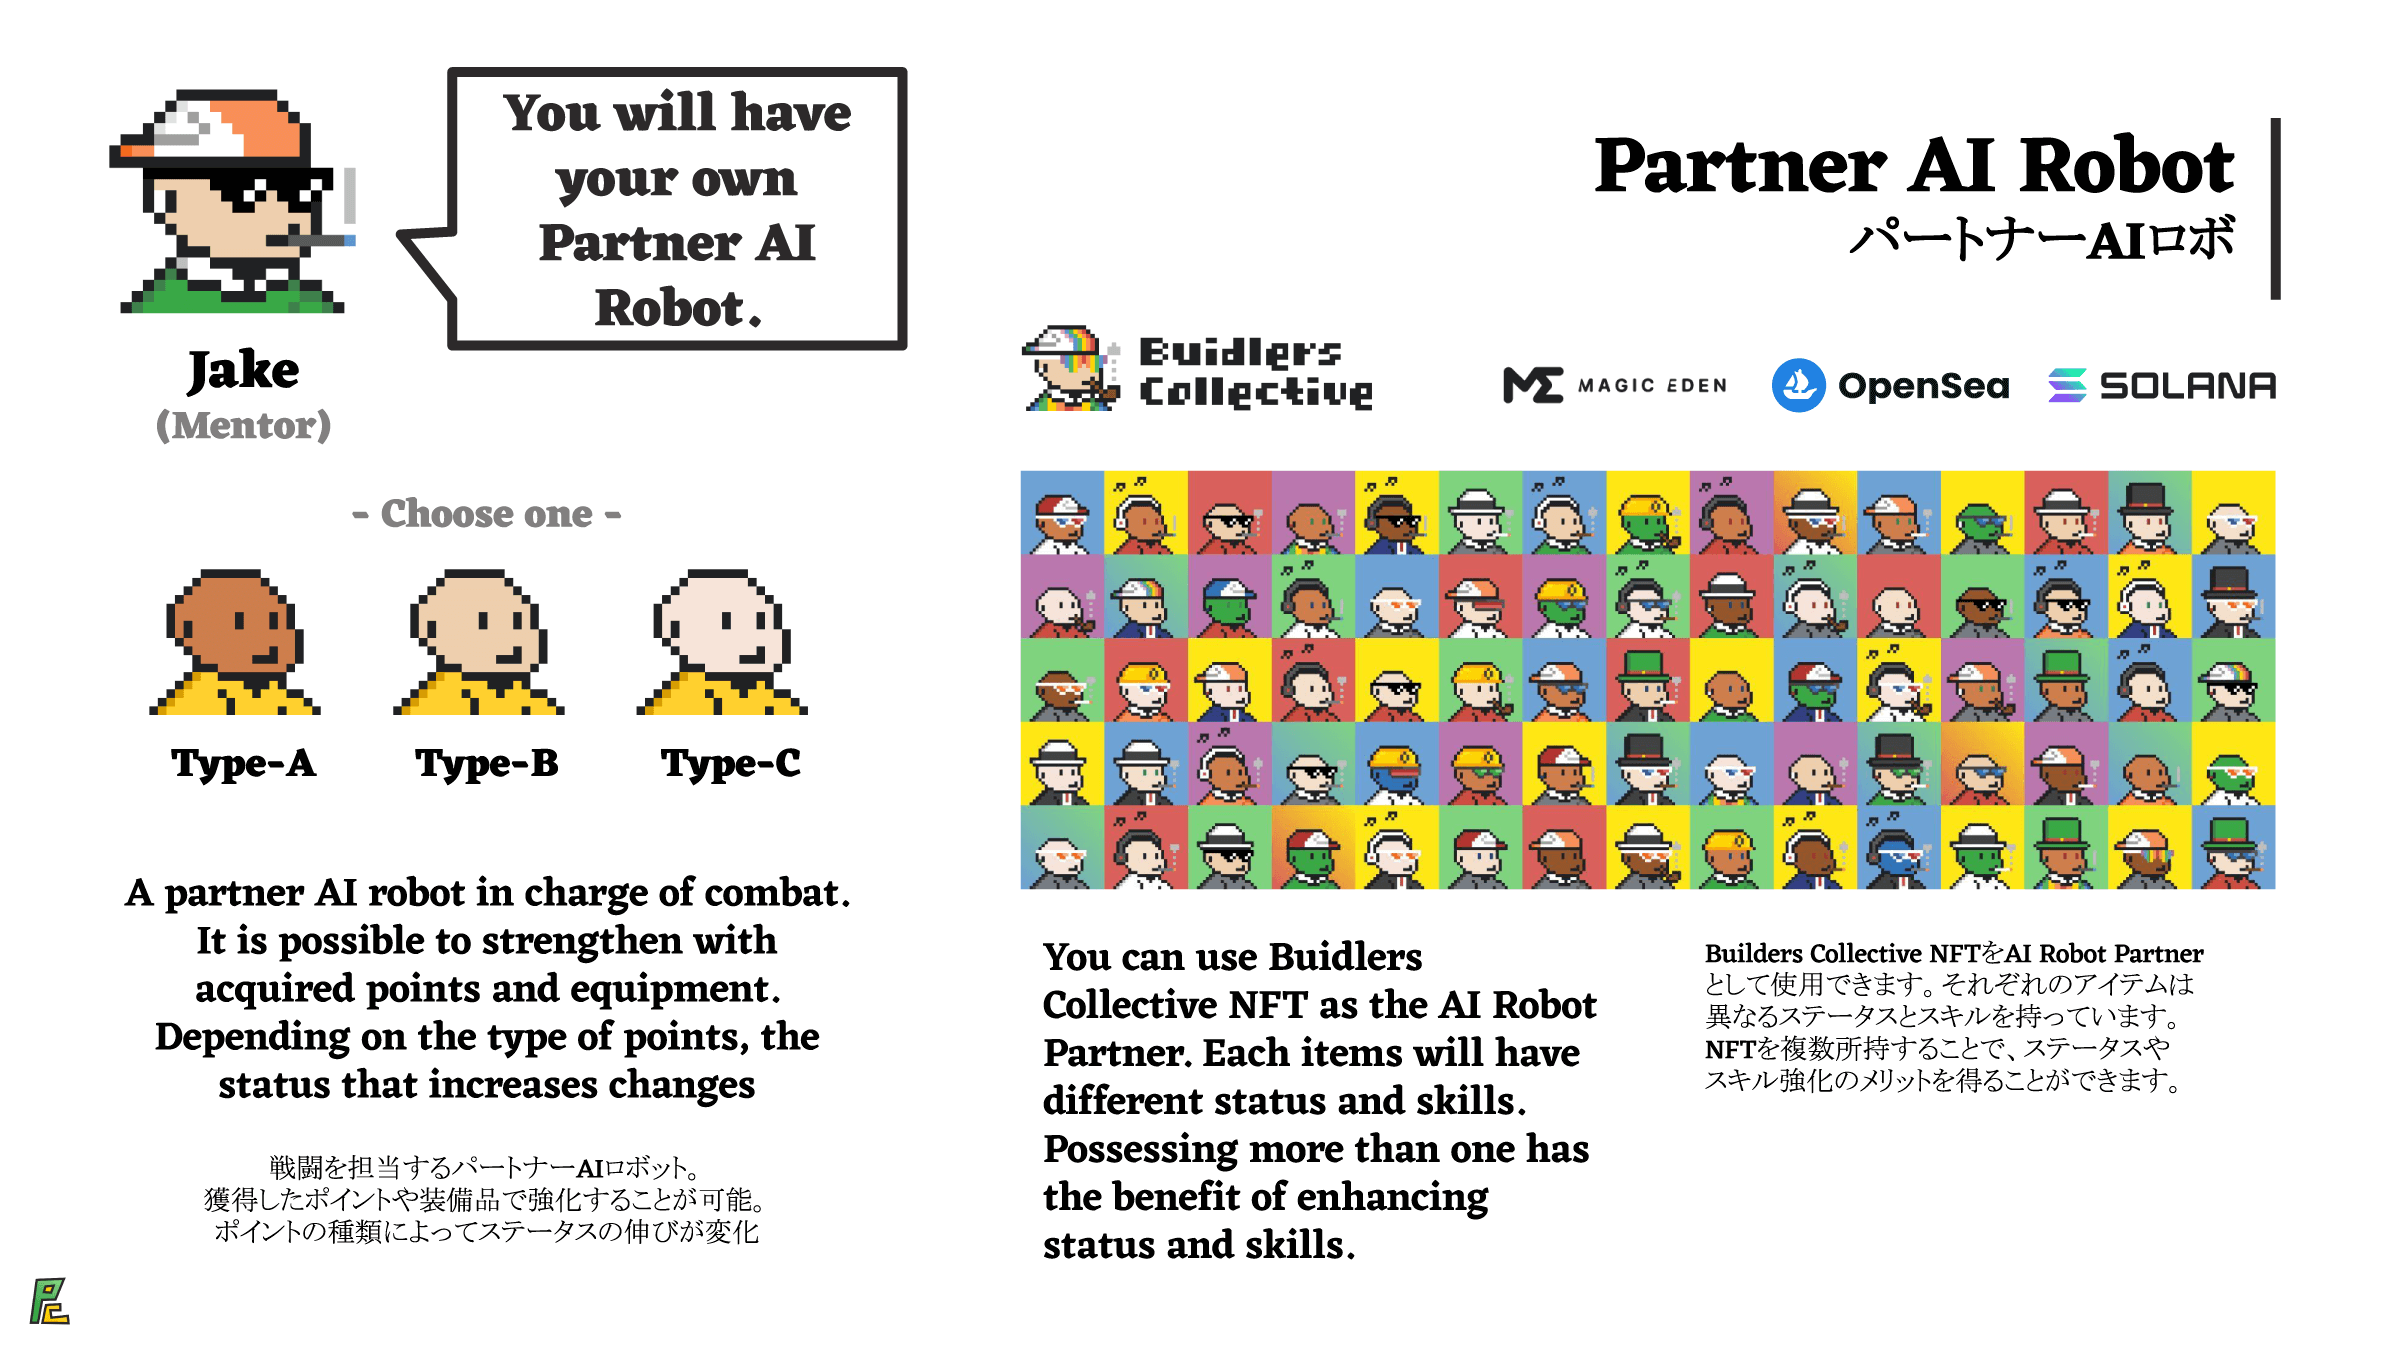 You will have
your own
Partner AI
Robot.
Jake
(Mentor)
- Choose one -
Type-A
Type-B
Type-C
A partner AI robot in charge of combat.
It is possible to strengthen with
acquired points and equipment.
Depending on the type of points, the
status that increases changes
戦闘を担当するパートナーAIロボット。
獲得したポイントや装備品で強化することが可能。
ポイントの種類によってステータスの伸びが変化
PC
Partner AI Robot
パートナーAIロボ
Buidlers
Collective
ME MAGIC EDEN
OpenSea
SOLANA
You can use Buidlers
Collective NFT as the AI Robot
Partner. Each items will have
different status and skills.
Possessing more than one has
the benefit of enhancing
status and skills.
Builders Collective NFTをAI Robot Partner
として使用できます。それぞれのアイテムは
異なるステータスとスキルを持っています。
NFTを複数所持することで、ステータスや
スキル強化のメリットを得ることができます。